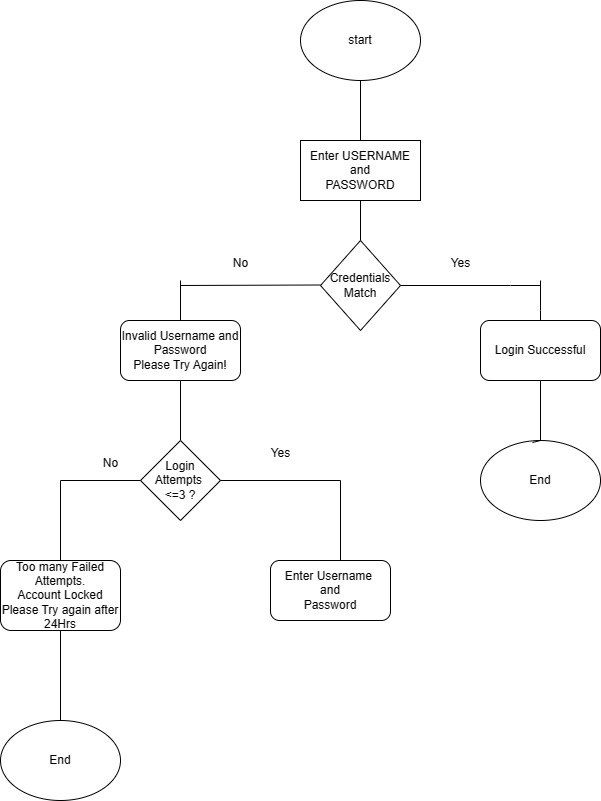 start
Enter USERNAME
and
PASSWORD
No
Yes
Credentials
Match
Invalid Username and
Password
Please Try Again!
Login Successful
No
Yes
Login
Attempts
<=3 ?
End
Too many Failed
Attempts.
Account Locked
Please Try again after
24Hrs
Enter Username
and
Password
End